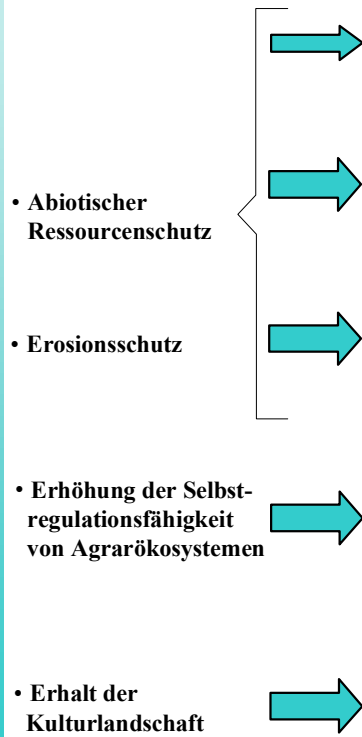 • Abiotischer
Ressourcenschutz
• Erosionsschutz
• Erhöhung der Selbst-
regulationsfähigkeit
von Agrarökosystemen
• Erhalt der
Kulturlandschaft